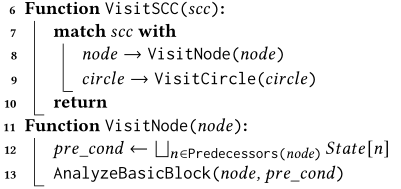 6 Function VisitSCC(scc):
7 match scc with
8 node → VisitNode(node)
9 circle → VisitCircle(circle)
10 return
11 Function VisitNode(node):
12 pre_cond ← ⨆n∈Predecessors(node) State[n]
13 AnalyzeBasicBlock(node, pre_cond)